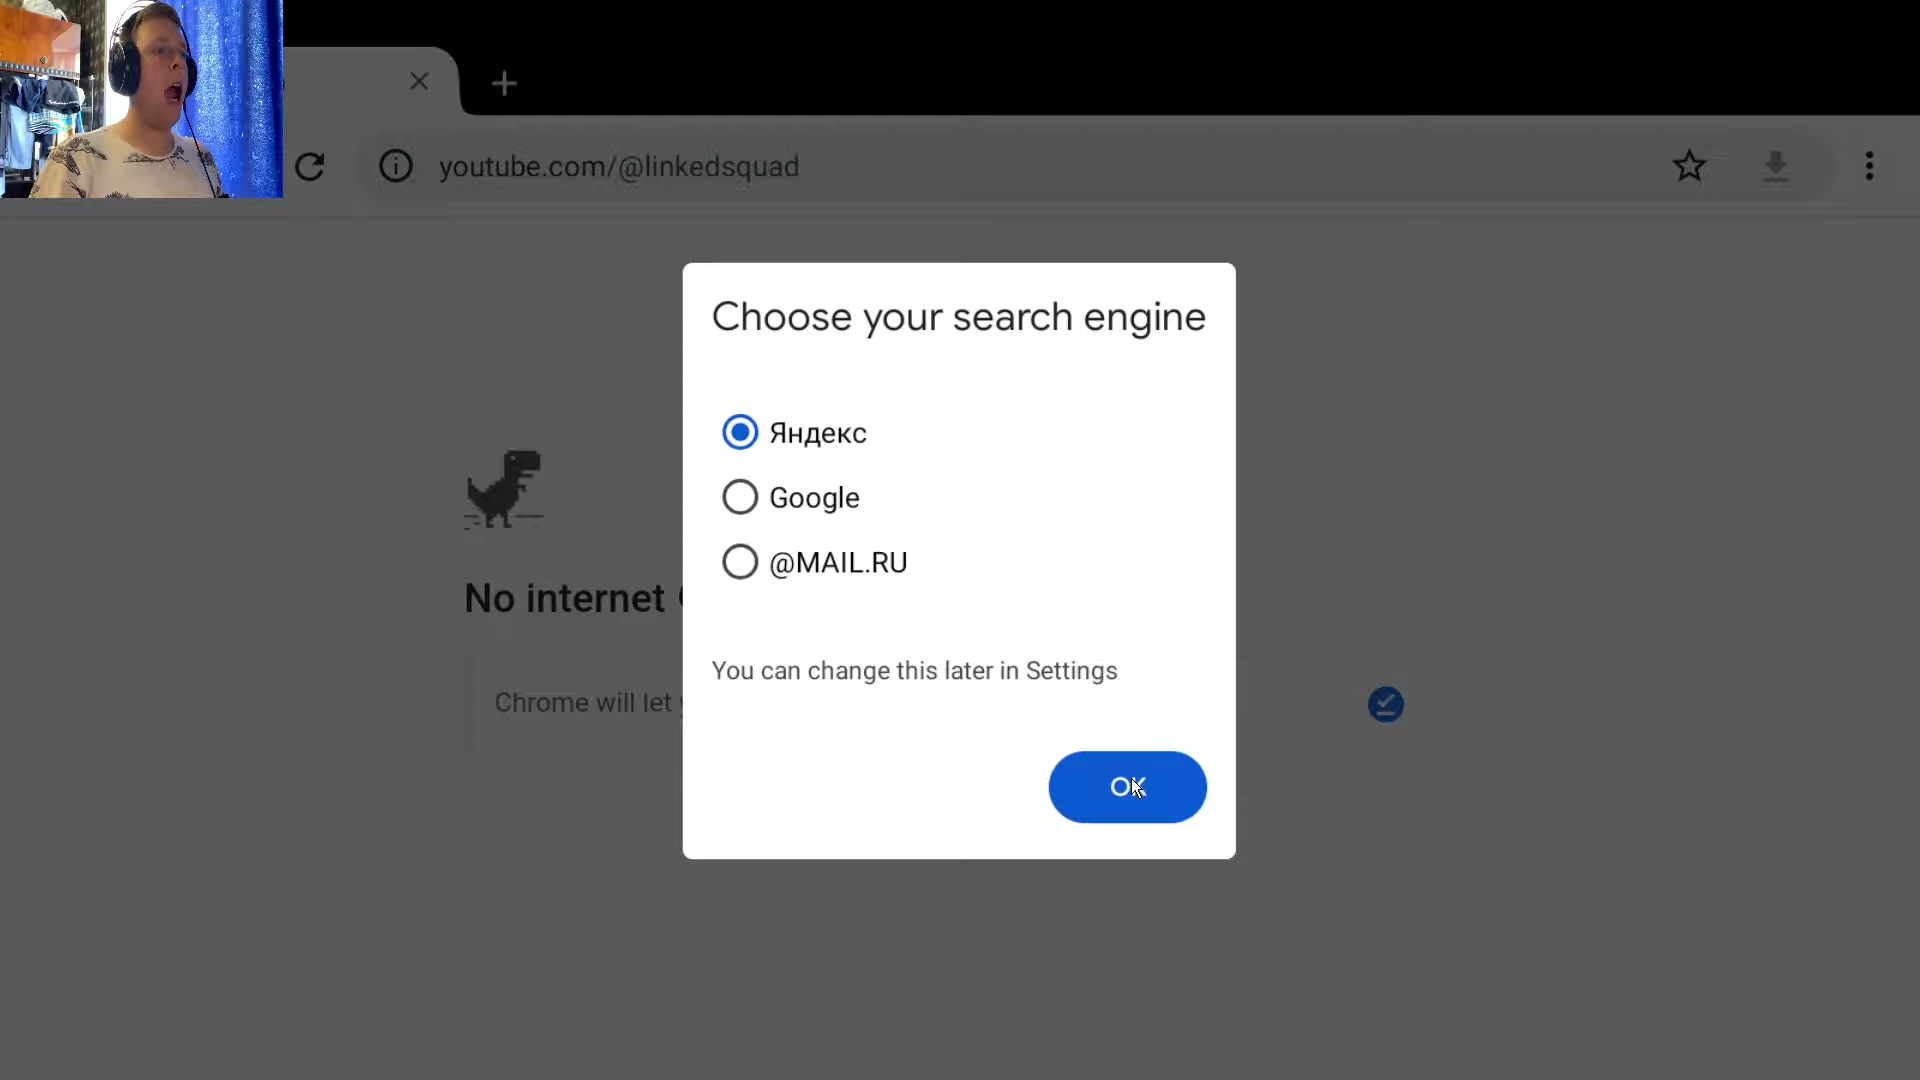 youtube.com/@linkedsquad
Choose your search engine
Яндекс
Google
@MAIL.RU
No internet
You can change this later in Settings
Chrome will let
OK